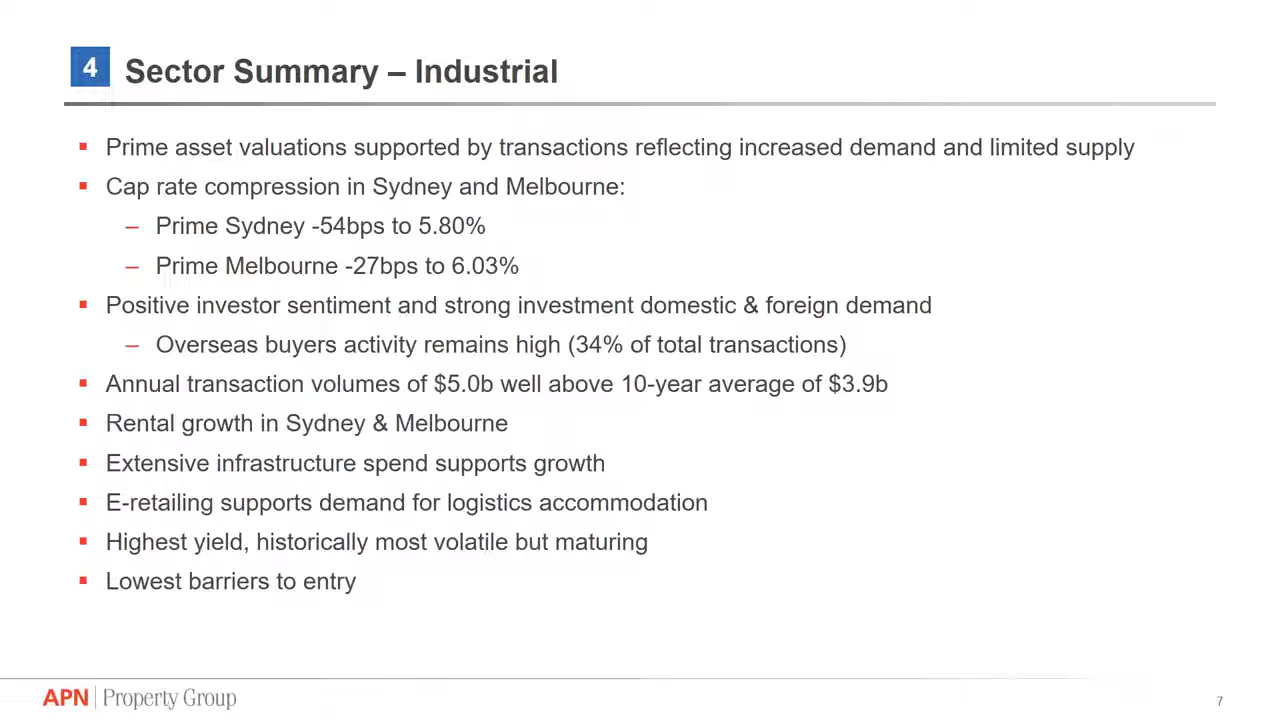 4 Sector Summary – Industrial
▪ Prime asset valuations supported by transactions reflecting increased demand and limited supply
▪ Cap rate compression in Sydney and Melbourne:
– Prime Sydney -54bps to 5.80%
– Prime Melbourne -27bps to 6.03%
▪ Positive investor sentiment and strong investment domestic & foreign demand
– Overseas buyers activity remains high (34% of total transactions)
▪ Annual transaction volumes of $5.0b well above 10-year average of $3.9b
▪ Rental growth in Sydney & Melbourne
▪ Extensive infrastructure spend supports growth
▪ E-retailing supports demand for logistics accommodation
▪ Highest yield, historically most volatile but maturing
▪ Lowest barriers to entry
APN | Property Group
7